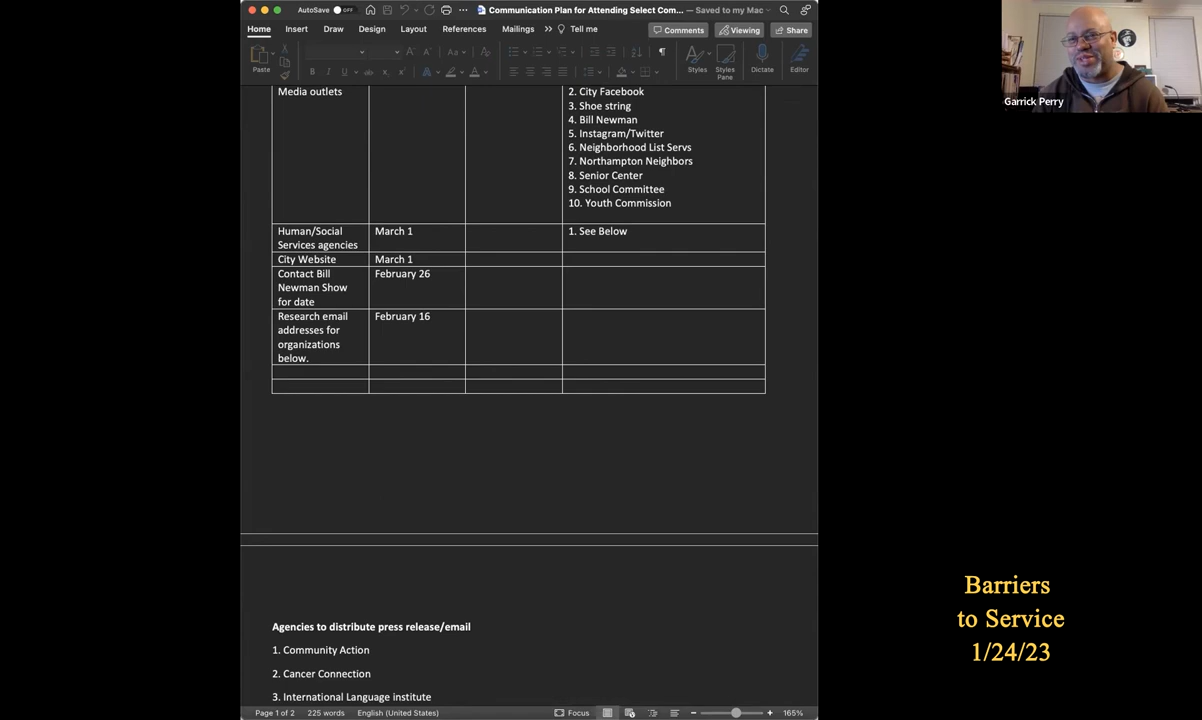 AutoSave OFF
Communication Plan for Attending Select Com... — Saved to my Mac
Home Insert Draw Design Layout References Mailings Tell me
Comments Viewing Share
Paste
Aa
B I U ab x x A A
Styles
Styles Pane
Dictate
Editor
Media outlets
2. City Facebook
3. Shoe string
4. Bill Newman
5. Instagram/Twitter
6. Neighborhood List Servs
7. Northampton Neighbors
8. Senior Center
9. School Committee
10. Youth Commission
Human/Social Services agencies
March 1
1. See Below
City Website
March 1
Contact Bill Newman Show for date
February 26
Research email addresses for organizations below.
February 16
Agencies to distribute press release/email
1. Community Action
2. Cancer Connection
3. International Language institute
Page 1 of 2 225 words English (United States) Focus 165%
Garrick Perry
Barriers
to Service
1/24/23